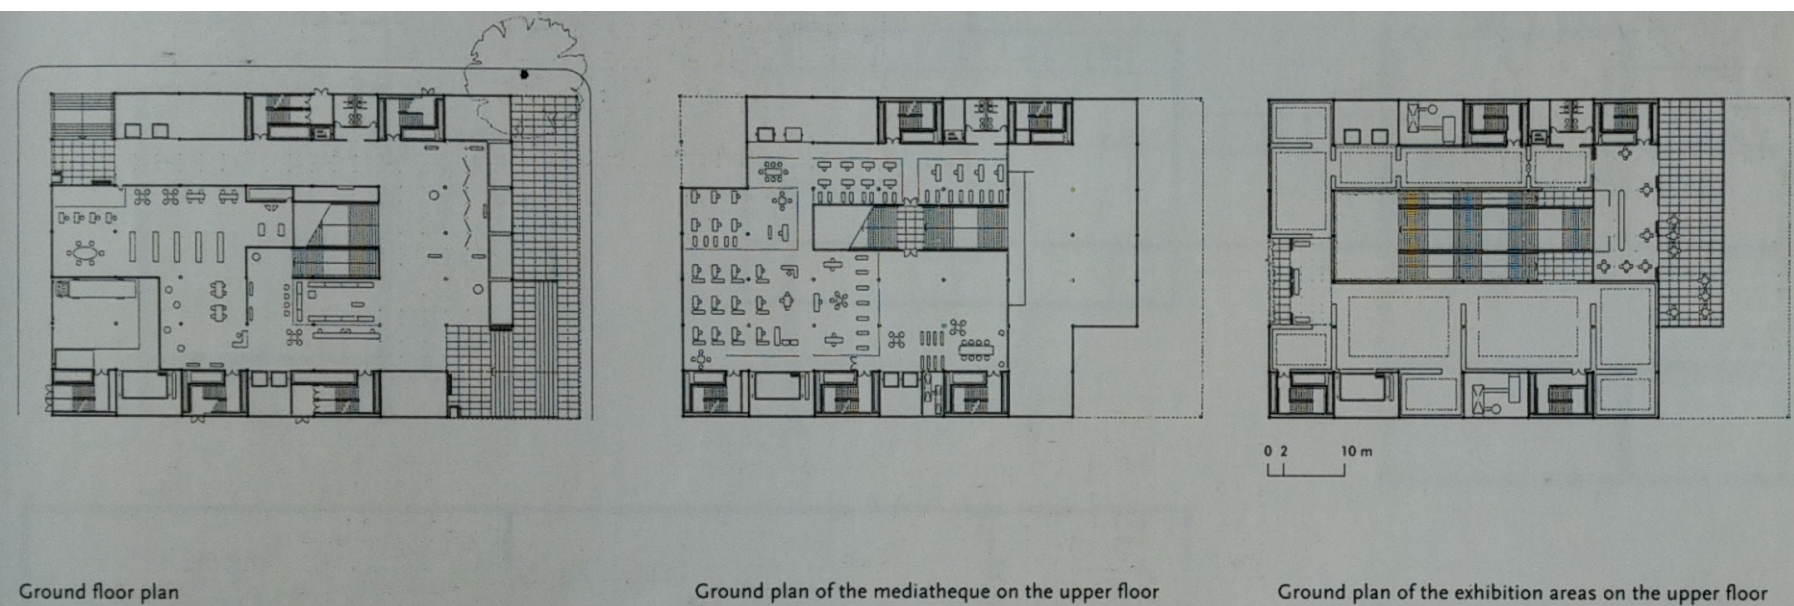 0 2 10 m
Ground floor plan
Ground plan of the mediatheque on the upper floor
Ground plan of the exhibition areas on the upper floor